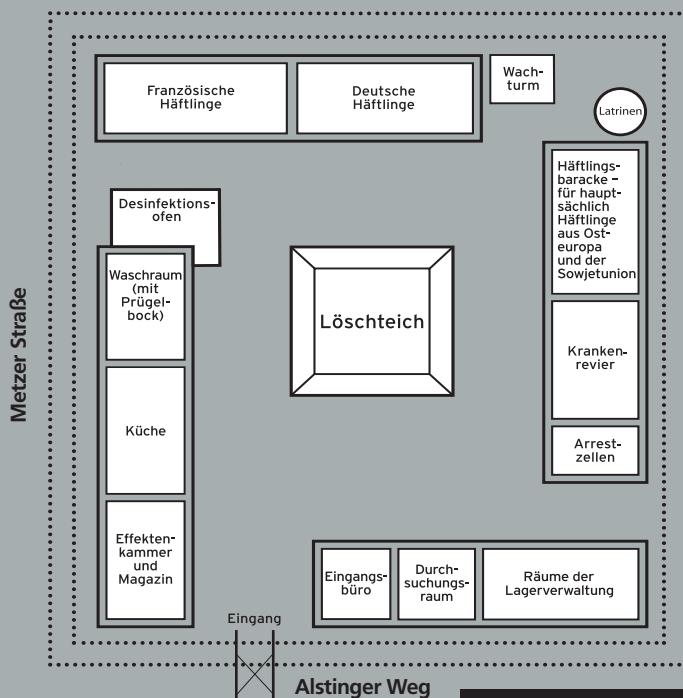 Französische
Häftlinge
Deutsche
Häftlinge
Wach-
turm
Latrinen
Häftlings-
baracke –
für haupt-
sächlich
Häftlinge
aus Ost-
europa
und der
Sowjetunion
Desinfektions-
ofen
Waschraum
(mit
Prügel-
bock)
Löschteich
Metzer Straße
Kranken-
revier
Küche
Arrest-
zellen
Effekten-
kammer
und
Magazin
Eingangs-
büro
Durch-
suchungs-
raum
Räume der
Lagerverwaltung
Eingang
Alstinger Weg